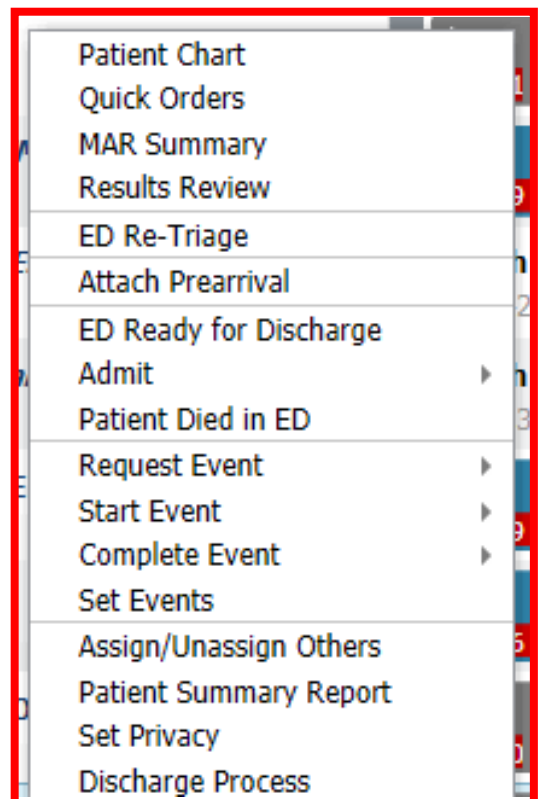 Patient Chart
Quick Orders
MAR Summary
Results Review
ED Re-Triage
Attach Prearrival
ED Ready for Discharge
Admit
Patient Died in ED
Request Event
Start Event
Complete Event
Set Events
Assign/Unassign Others
Patient Summary Report
Set Privacy
Discharge Process